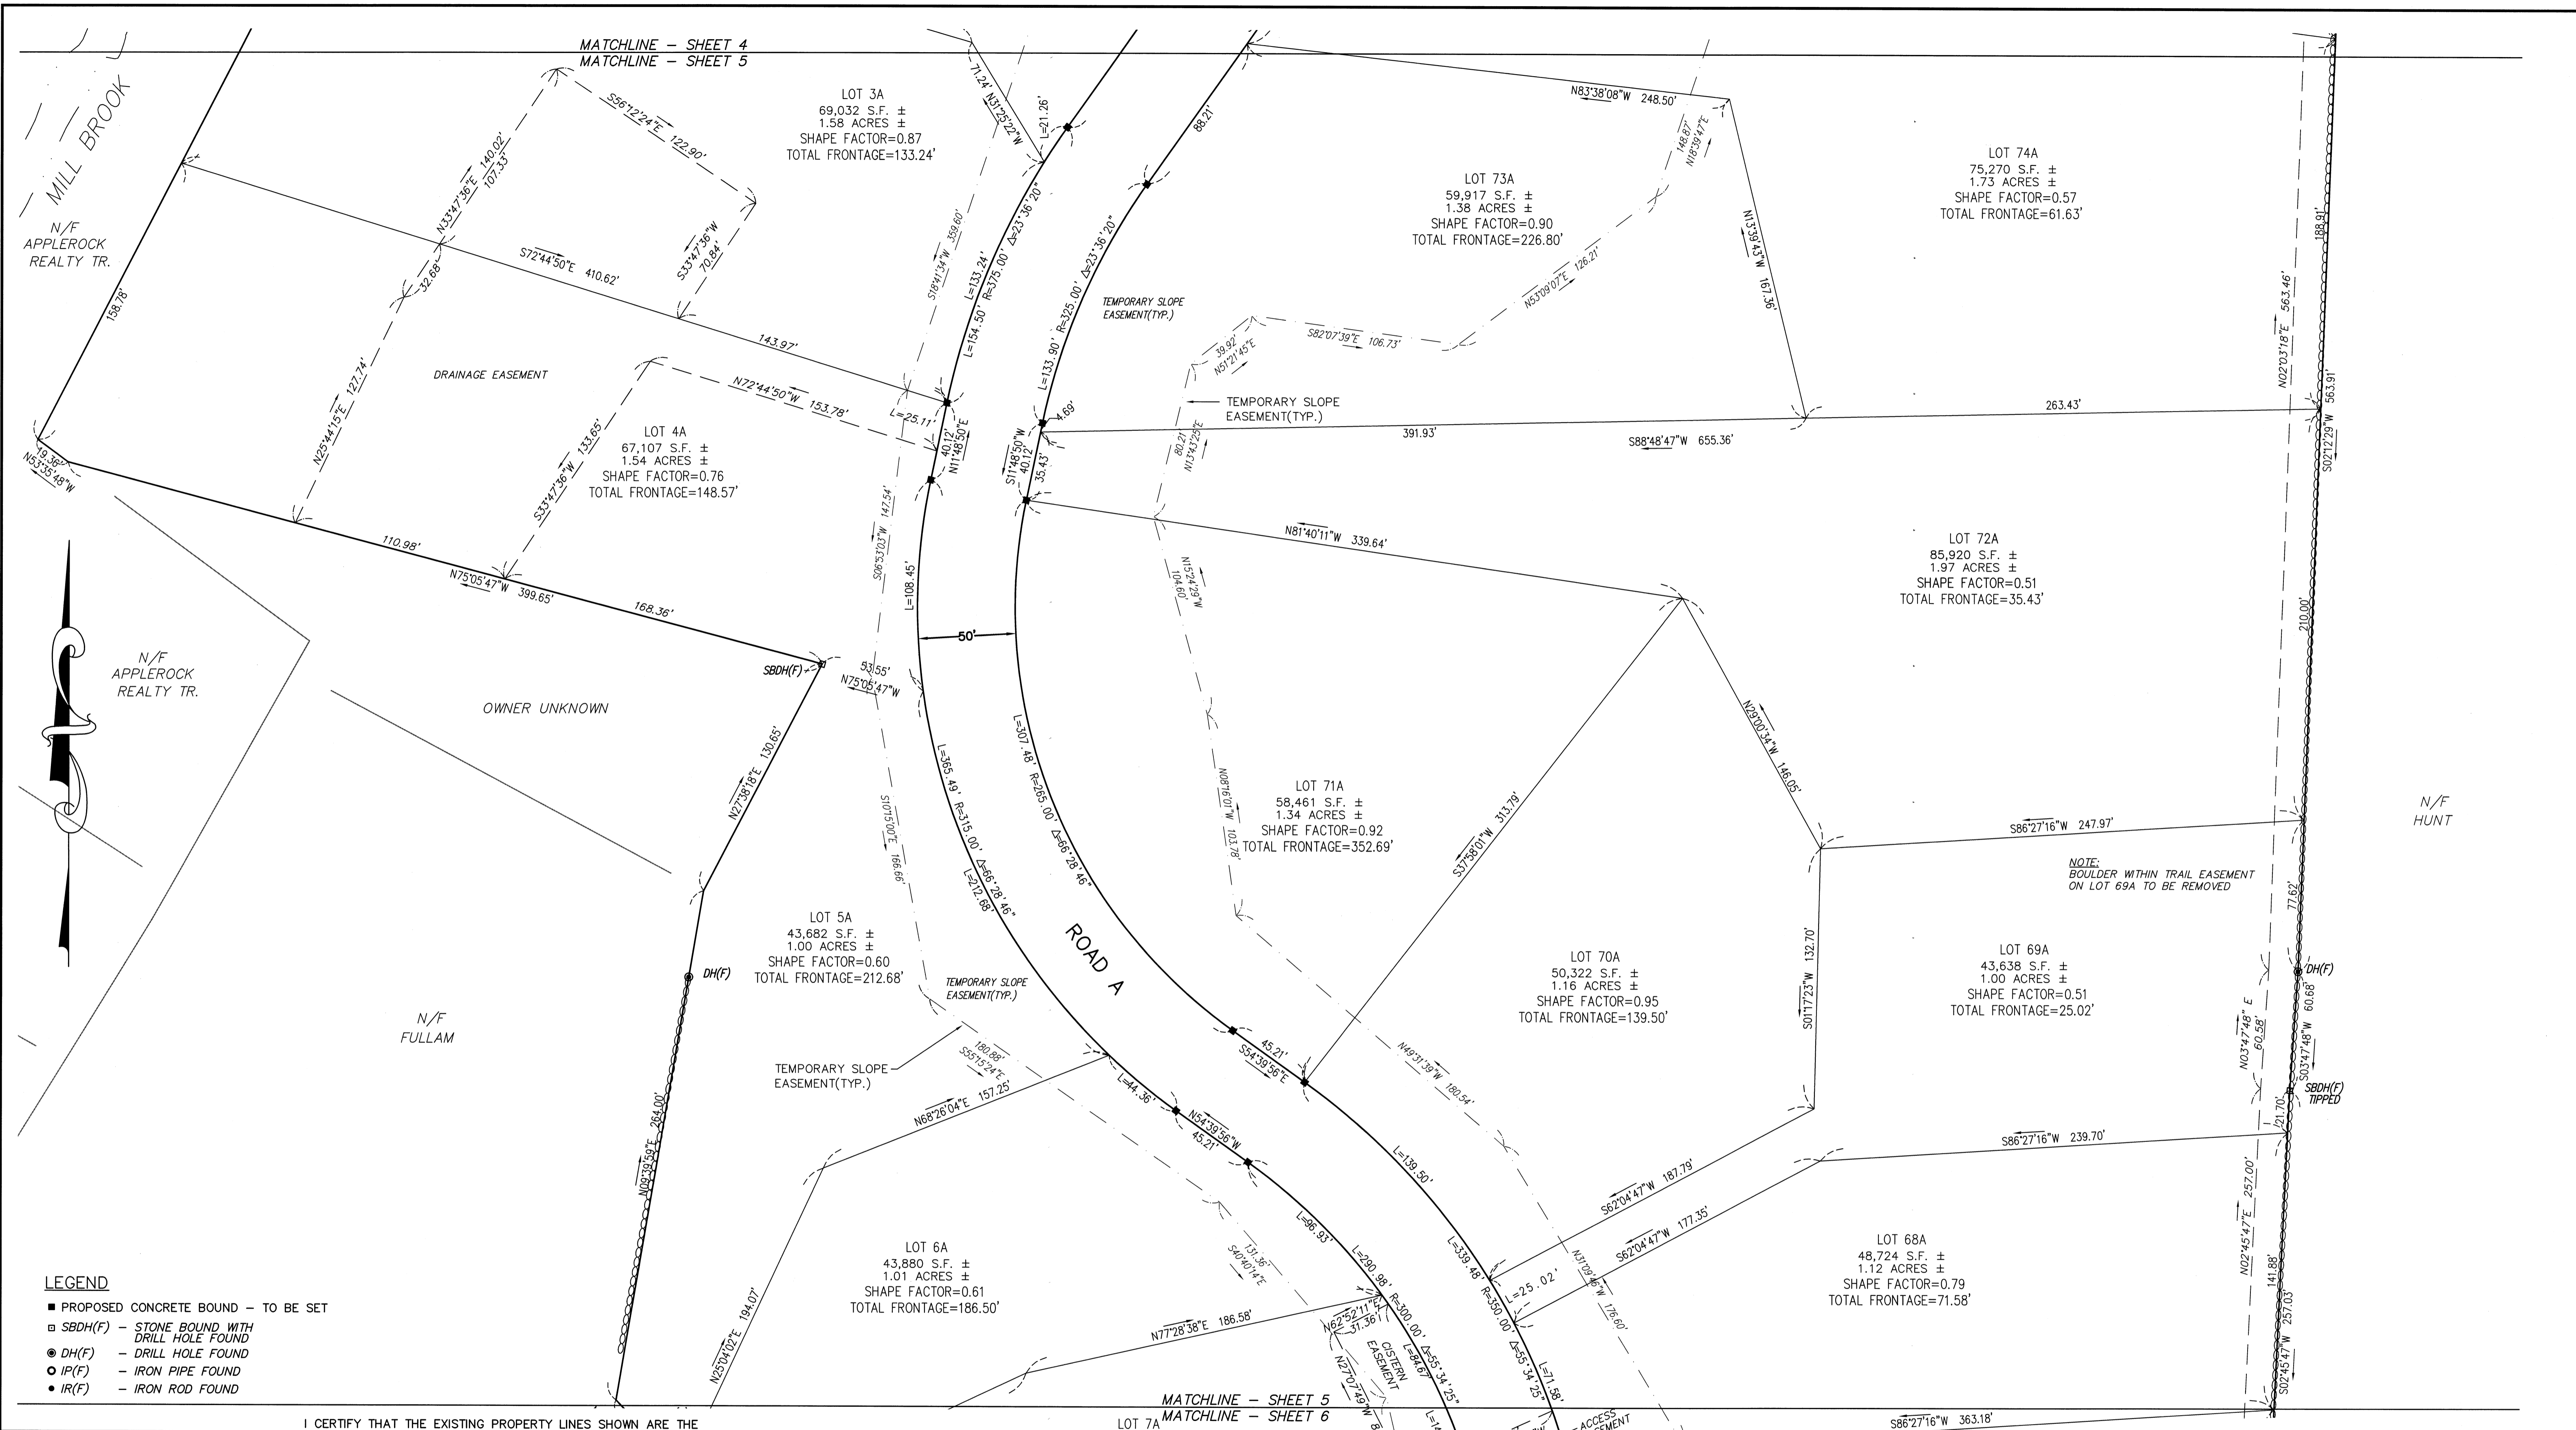 MATCHLINE – SHEET 4
MATCHLINE – SHEET 5
MILL BROOK
N/F
APPLEROCK
REALTY TR.
158.78'
19.36'
N53°35'48"W
S56°12'24"E 122.90'
N33°47'36"E 140.02'
107.33'
32.68'
S33°47'36"W
70.84'
S72°44'50"E 410.62'
143.97'
LOT 3A
69,032 S.F. ±
1.58 ACRES ±
SHAPE FACTOR=0.87
TOTAL FRONTAGE=133.24'
71.24' N31°25'22"W
L=21.26'
S18°41'34"W 359.60'
L=133.24'
L=154.50' R=375.00' Δ=23°36'20"
88.21'
L=133.90' R=325.00' Δ=23°36'20"
TEMPORARY SLOPE
EASEMENT(TYP.)
N83°38'08"W 248.50'
148.87'
N18°39'47"E
LOT 73A
59,917 S.F. ±
1.38 ACRES ±
SHAPE FACTOR=0.90
TOTAL FRONTAGE=226.80'
N13°39'43"W 167.36'
N53°09'07"E 126.21'
S82°07'39"E 106.73'
39.92'
N51°21'45"E
TEMPORARY SLOPE
EASEMENT(TYP.)
80.21'
N13°43'25"E
LOT 74A
75,270 S.F. ±
1.73 ACRES ±
SHAPE FACTOR=0.57
TOTAL FRONTAGE=61.63'
188.91'
N02°03'18"E 563.46'
S02°12'29"W 563.91'
263.43'
391.93'
S88°48'47"W 655.36'
4.69'
S11°48'50"W
40.12'
35.43'
DRAINAGE EASEMENT
N25°44'15"E 127.74'
S33°47'36"W 133.65'
N72°44'50"W 153.78'
L=25.11'
40.12'
N11°48'50"E
LOT 4A
67,107 S.F. ±
1.54 ACRES ±
SHAPE FACTOR=0.76
TOTAL FRONTAGE=148.57'
110.98'
N75°05'47"W 399.65'
168.36'
S06°53'03"W 147.54'
L=108.45'
50'
N81°40'11"W 339.64'
N15°24'29"W
104.60'
LOT 72A
85,920 S.F. ±
1.97 ACRES ±
SHAPE FACTOR=0.51
TOTAL FRONTAGE=35.43'
210.00'
N/F
APPLEROCK
REALTY TR.
OWNER UNKNOWN
SBDH(F)
53.55'
N75°05'47"W
N27°38'18"E 130.65'
S10°15'00"E 166.66'
L=365.49' R=315.00' Δ=66°28'46"
L=212.68'
L=307.48' R=265.00' Δ=66°28'46"
N08°16'01"W 103.78'
LOT 71A
58,461 S.F. ±
1.34 ACRES ±
SHAPE FACTOR=0.92
TOTAL FRONTAGE=352.69'
S37°58'01"W 313.79'
N29°00'34"W 146.05'
S86°27'16"W 247.97'
NOTE:
BOULDER WITHIN TRAIL EASEMENT
ON LOT 69A TO BE REMOVED
77.62'
N/F
HUNT
LOT 5A
43,682 S.F. ±
1.00 ACRES ±
SHAPE FACTOR=0.60
TOTAL FRONTAGE=212.68'
DH(F)
N/F
FULLAM
N09°39'59"E 264.00'
TEMPORARY SLOPE
EASEMENT(TYP.)
TEMPORARY SLOPE
EASEMENT(TYP.)
180.88'
S55°15'24"E
N68°26'04"E 157.25'
ROAD A
45.21'
S54°39'56"E
L=44.36'
N54°39'56"W
45.21'
N49°31'39"W 180.54'
LOT 70A
50,322 S.F. ±
1.16 ACRES ±
SHAPE FACTOR=0.95
TOTAL FRONTAGE=139.50'
S01°17'23"W 132.70'
LOT 69A
43,638 S.F. ±
1.00 ACRES ±
SHAPE FACTOR=0.51
TOTAL FRONTAGE=25.02'
DH(F)
S03°47'48"W 60.68'
N03°47'48" E
60.58'
SBDH(F)
TIPPED
21.70'
S86°27'16"W 239.70'
L=139.50'
S62°04'47"W 187.79'
S62°04'47"W 177.35'
L=339.48' R=350.00' Δ=55°34'25"
L=25.02'
L=71.58'
N31°09'46"W 176.60'
LOT 68A
48,724 S.F. ±
1.12 ACRES ±
SHAPE FACTOR=0.79
TOTAL FRONTAGE=71.58'
N02°45'47"E 257.00'
141.88'
S02°45'47"W 257.03'
LOT 6A
43,880 S.F. ±
1.01 ACRES ±
SHAPE FACTOR=0.61
TOTAL FRONTAGE=186.50'
N25°04'02"E 194.07'
N77°28'38"E 186.58'
131.36'
S40°40'14"E
L=96.93'
L=290.98' R=300.00' Δ=55°34'25"
N62°52'11"E
31.36'
CISTERN
EASEMENT
L=84.67'
N27°07'49"W
LEGEND
PROPOSED CONCRETE BOUND – TO BE SET
SBDH(F) – STONE BOUND WITH
DRILL HOLE FOUND
DH(F) – DRILL HOLE FOUND
IP(F) – IRON PIPE FOUND
IR(F) – IRON ROD FOUND
MATCHLINE – SHEET 5
MATCHLINE – SHEET 6
I CERTIFY THAT THE EXISTING PROPERTY LINES SHOWN ARE THE
LOT 7A
ACCESS
S86°27'16"W 363.18'